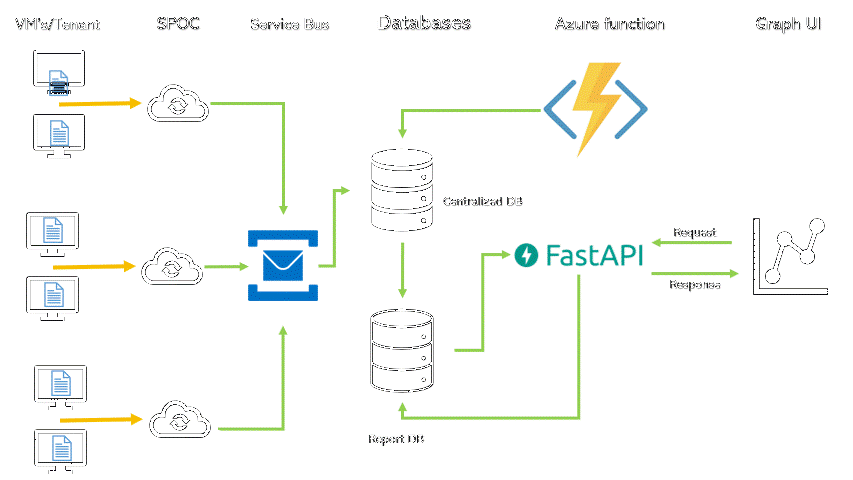 VM's/Tenant
SPOC
Service Bus
Databases
Azure function
Graph UI
Centralized DB
Request
FastAPI
Response
Report DB